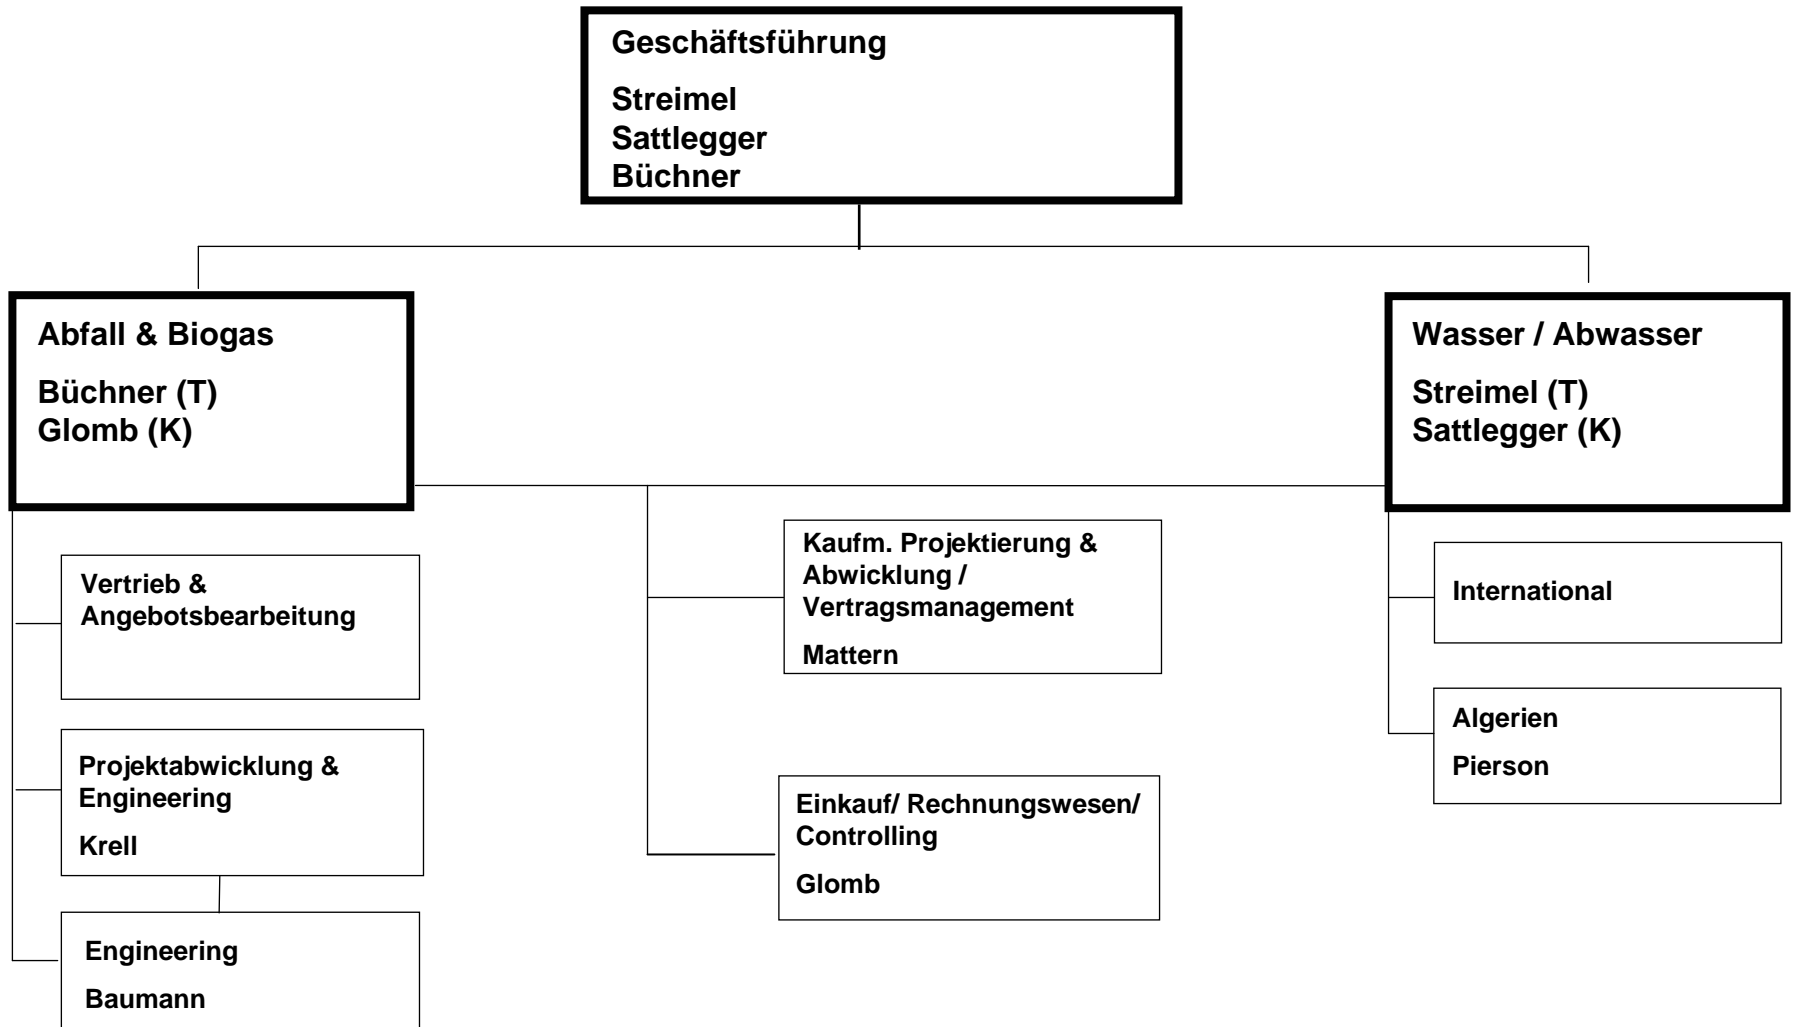 Geschäftsführung
Streimel
Sattlegger
Büchner
Abfall & Biogas
Büchner (T)
Glomb (K)
Wasser / Abwasser
Streimel (T)
Sattlegger (K)
Vertrieb &
Angebotsbearbeitung
Projektabwicklung &
Engineering
Krell
Engineering
Baumann
Kaufm. Projektierung &
Abwicklung /
Vertragsmanagement
Mattern
Einkauf/ Rechnungswesen/
Controlling
Glomb
International
Algerien
Pierson